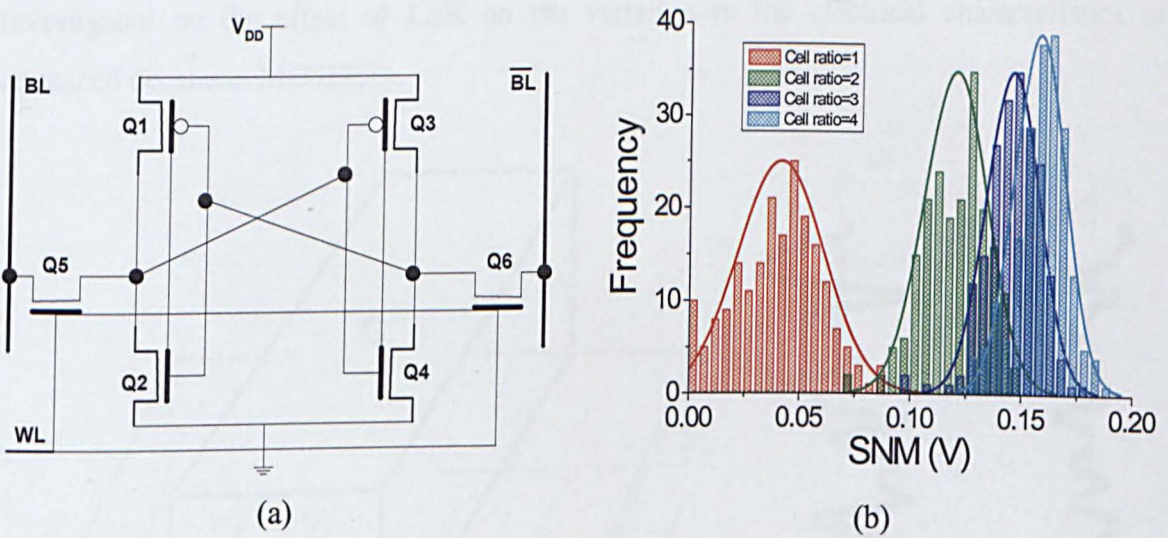 V_DD
BL
B̅L̅
Q1
Q3
Q5
Q6
Q2
Q4
WL
(a)
40
30
20
10
0
Frequency
Cell ratio=1
Cell ratio=2
Cell ratio=3
Cell ratio=4
0.00
0.05
0.10
0.15
0.20
SNM (V)
(b)